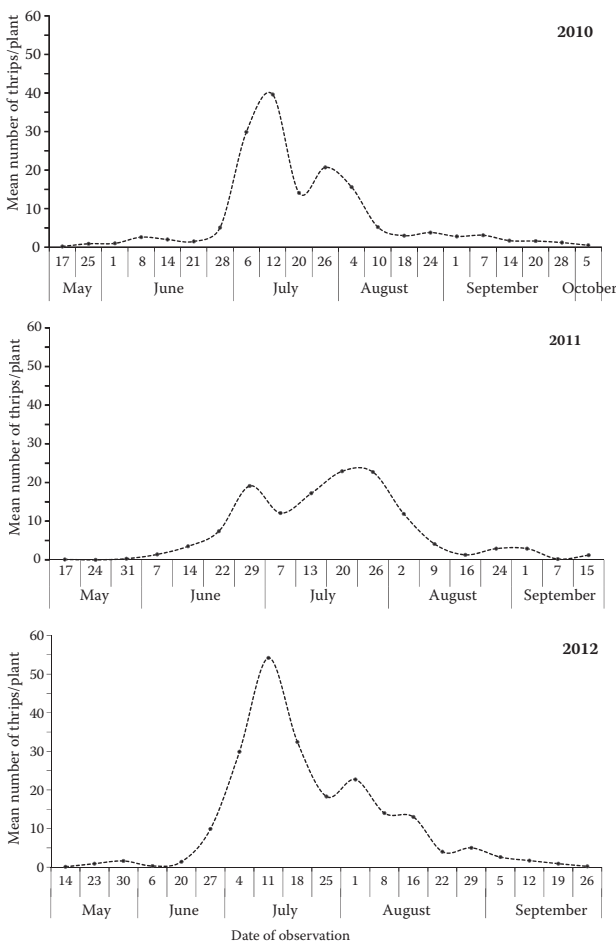 Mean number of thrips/plant
2010
60
50
40
30
20
10
0
17 25 1 8 14 21 28 6 12 20 26 4 10 18 24 1 7 14 20 28 5
May June July August September October
Mean number of thrips/plant
2011
60
50
40
30
20
10
0
17 24 31 7 14 22 29 7 13 20 26 2 9 16 24 1 7 15
May June July August September
Mean number of thrips/plant
2012
60
50
40
30
20
10
0
14 23 30 6 20 27 4 11 18 25 1 8 16 22 29 5 12 19 26
May June July August September
Date of observation